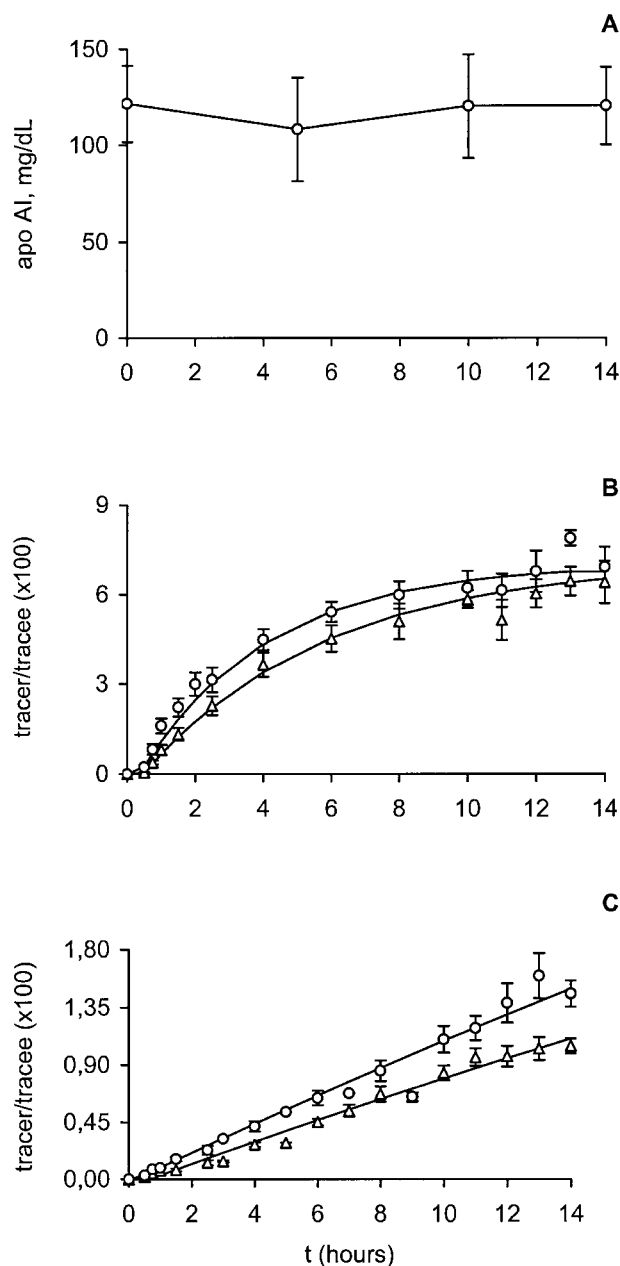 A
150
100
50
0
apo AI, mg/dL
0 2 4 6 8 10 12 14
B
9
6
3
0
tracer/tracee (x100)
0 2 4 6 8 10 12 14
C
1,80
1,35
0,90
0,45
0,00
tracer/tracee (x100)
0 2 4 6 8 10 12 14
t (hours)